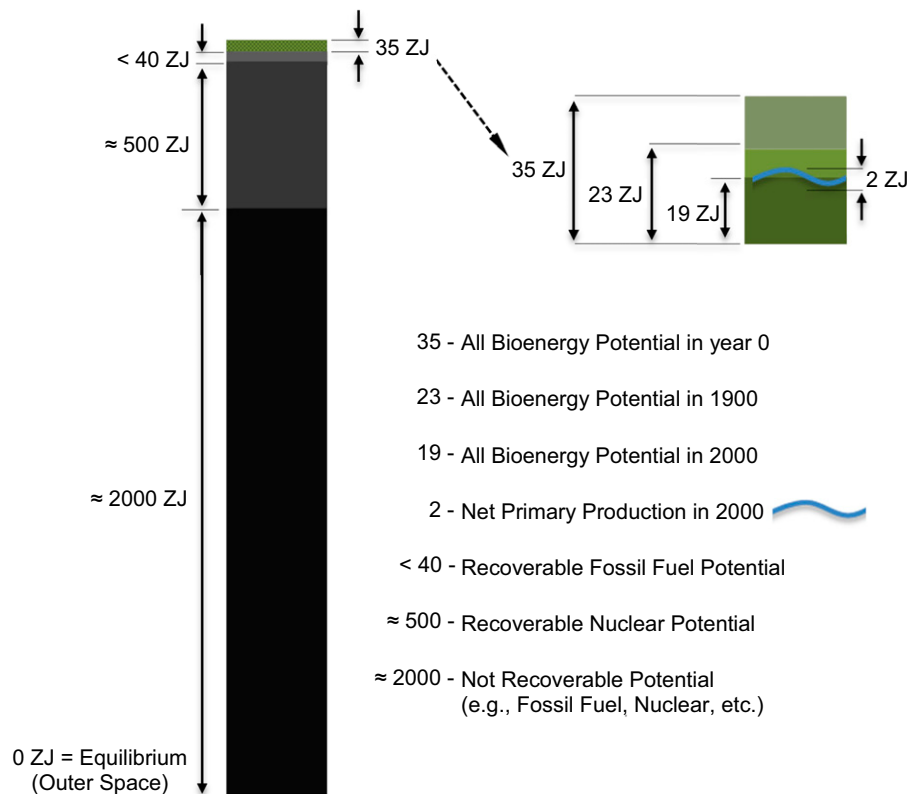 35 ZJ
< 40 ZJ
≈ 500 ZJ
≈ 2000 ZJ
0 ZJ = Equilibrium
(Outer Space)
35 ZJ
23 ZJ
19 ZJ
2 ZJ
35 - All Bioenergy Potential in year 0
23 - All Bioenergy Potential in 1900
19 - All Bioenergy Potential in 2000
2 - Net Primary Production in 2000
< 40 - Recoverable Fossil Fuel Potential
≈ 500 - Recoverable Nuclear Potential
≈ 2000 - Not Recoverable Potential
(e.g., Fossil Fuel, Nuclear, etc.)